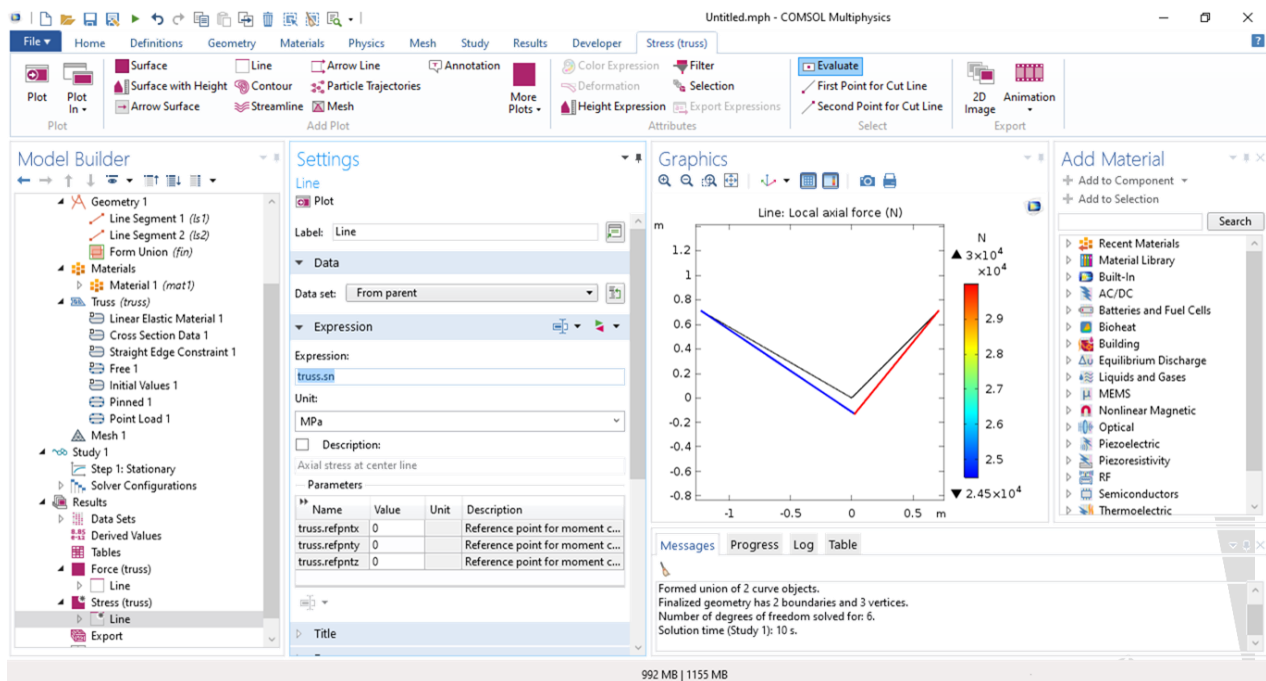 Untitled.mph - COMSOL Multiphysics
File Home Definitions Geometry Materials Physics Mesh Study Results Developer Stress (truss) ?
Plot
Plot In
Plot
Surface Line Arrow Line Annotation
Surface with Height Contour Particle Trajectories
Arrow Surface Streamline Mesh
More Plots
Add Plot
Color Expression Filter
Deformation Selection
Height Expression Export Expressions
Attributes
Evaluate
First Point for Cut Line
Second Point for Cut Line
Select
2D Image
Animation
Export
Model Builder
Geometry 1
Line Segment 1 (ls1)
Line Segment 2 (ls2)
Form Union (fin)
Materials
Material 1 (mat1)
Truss (truss)
Linear Elastic Material 1
Cross Section Data 1
Straight Edge Constraint 1
Free 1
Initial Values 1
Pinned 1
Point Load 1
Mesh 1
Study 1
Step 1: Stationary
Solver Configurations
Results
Data Sets
Derived Values
Tables
Force (truss)
Line
Stress (truss)
Line
Export
Settings
Line
Plot
Label: Line
Data
Data set: From parent
Expression
Expression:
truss.sn
Unit:
MPa
Description:
Axial stress at center line
Parameters
Name Value Unit Description
truss.refpntx 0 Reference point for moment c...
truss.refpnty 0 Reference point for moment c...
truss.refpntz 0 Reference point for moment c...
Title
Graphics
Line: Local axial force (N)
m
1.2
1
0.8
0.6
0.4
0.2
0
-0.2
-0.4
-0.6
-0.8
-1 -0.5 0 0.5 m
N
▲ 3×10⁴
×10⁴
2.9
2.8
2.7
2.6
2.5
▼ 2.45×10⁴
Messages Progress Log Table
Formed union of 2 curve objects.
Finalized geometry has 2 boundaries and 3 vertices.
Number of degrees of freedom solved for: 6.
Solution time (Study 1): 10 s.
Add Material
Add to Component
Add to Selection
Search
Recent Materials
Material Library
Built-In
AC/DC
Batteries and Fuel Cells
Bioheat
Building
Equilibrium Discharge
Liquids and Gases
MEMS
Nonlinear Magnetic
Optical
Piezoelectric
Piezoresistivity
RF
Semiconductors
Thermoelectric
992 MB | 1155 MB